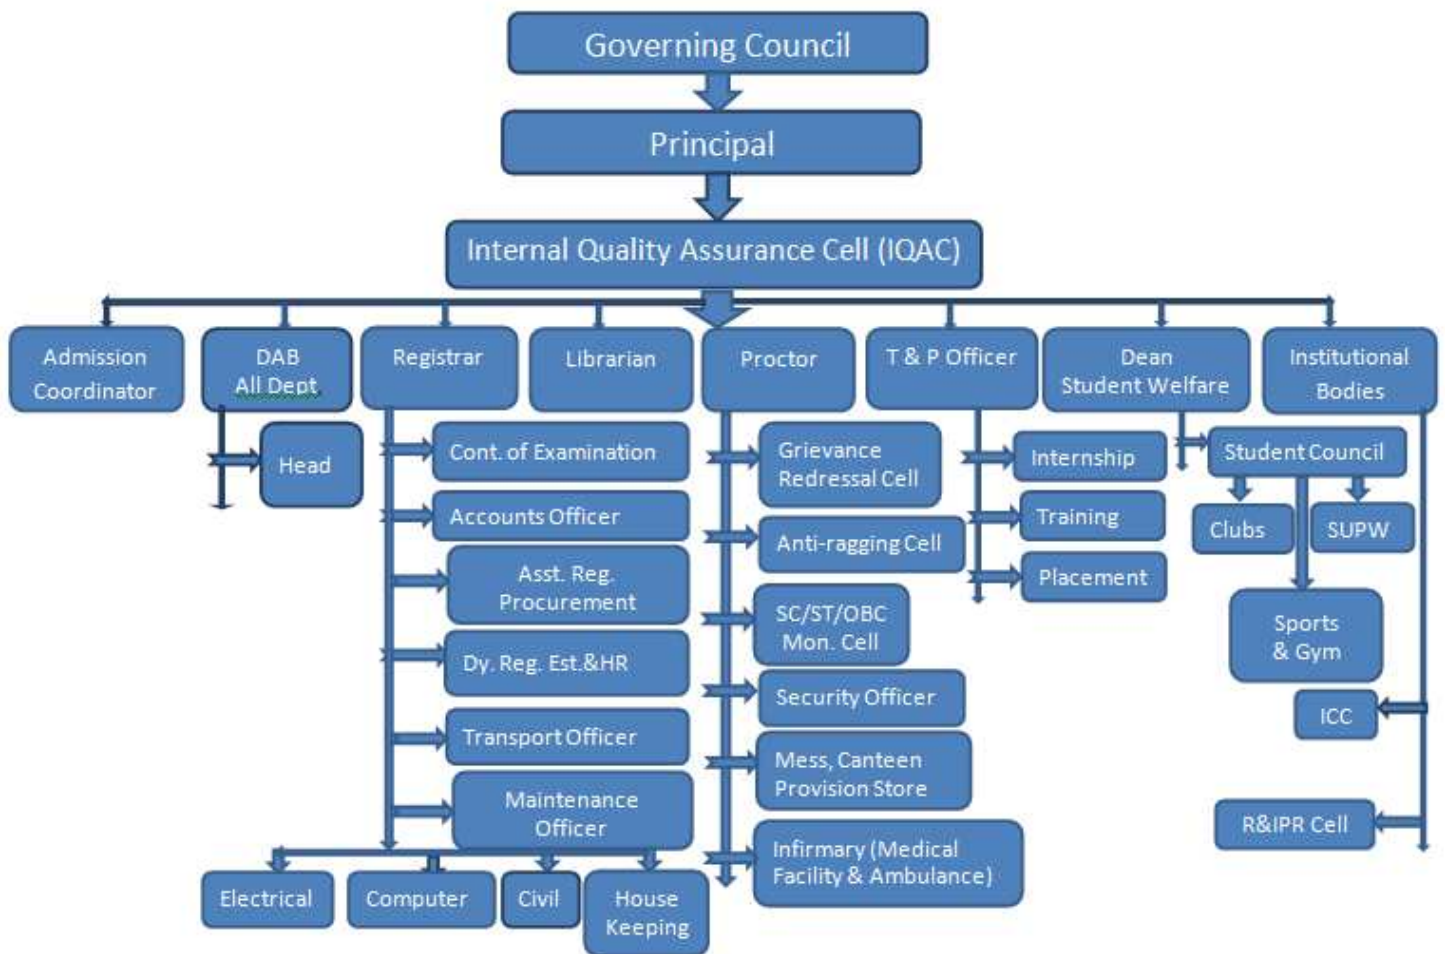 Governing Council
Principal
Internal Quality Assurance Cell (IQAC)
Admission
Coordinator
DAB
All Dept
Registrar
Librarian
Proctor
T & P Officer
Dean
Student Welfare
Institutional
Bodies
Head
Cont. of Examination
Accounts Officer
Asst. Reg.
Procurement
Dy. Reg. Est.&HR
Transport Officer
Maintenance
Officer
Electrical
Computer
Civil
House
Keeping
Grievance
Redressal Cell
Anti-ragging Cell
SC/ST/OBC
Mon. Cell
Security Officer
Mess, Canteen
Provision Store
Infirmary (Medical
Facility & Ambulance)
Internship
Training
Placement
Student Council
Clubs
SUPW
Sports
& Gym
ICC
R&IPR Cell